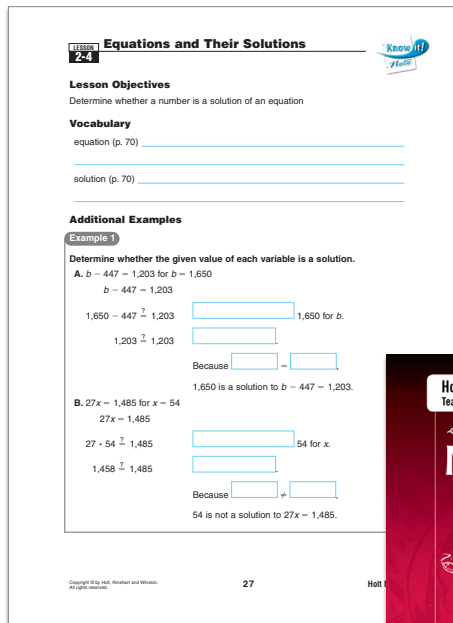 LESSON
2-4
Equations and Their Solutions
Know it!
Note
Lesson Objectives
Determine whether a number is a solution of an equation
Vocabulary
equation (p. 70)
solution (p. 70)
Additional Examples
Example 1
Determine whether the given value of each variable is a solution.
A. b − 447 = 1,203 for b = 1,650
b − 447 = 1,203
1,650 − 447 ≟ 1,203 1,650 for b.
1,203 ≟ 1,203 .
Because = ,
1,650 is a solution to b − 447 = 1,203.
B. 27x = 1,485 for x = 54
27x = 1,485
27 • 54 ≟ 1,485 54 for x.
1,458 ≟ 1,485 .
Because ≠ ,
54 is not a solution to 27x = 1,485.
Copyright © by Holt, Rinehart and Winston.
All rights reserved.
27
Holt